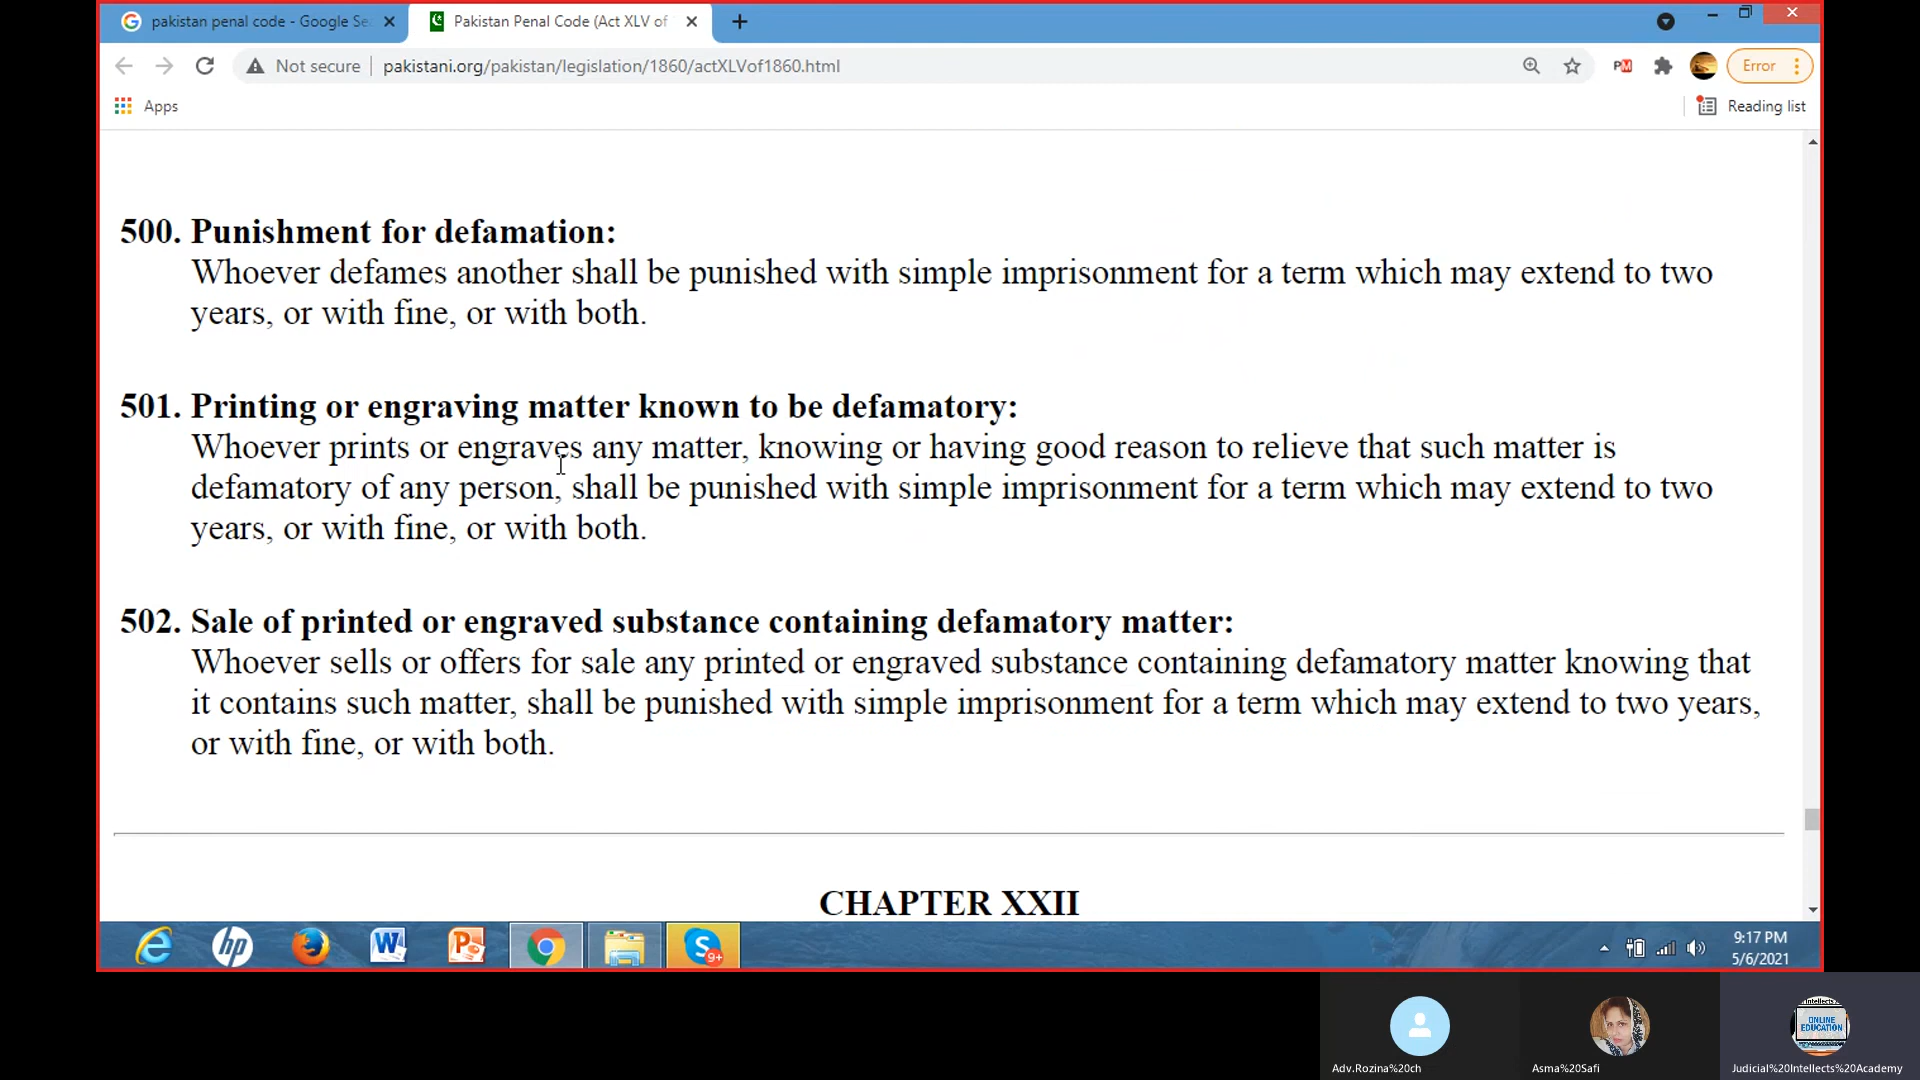 pakistan penal code - Google Se
Pakistan Penal Code (Act XLV of
Not secure
pakistani.org/pakistan/legislation/1860/actXLVof1860.html
Error
Apps
Reading list
500. Punishment for defamation:
Whoever defames another shall be punished with simple imprisonment for a term which may extend to two
years, or with fine, or with both.
501. Printing or engraving matter known to be defamatory:
Whoever prints or engraves any matter, knowing or having good reason to relieve that such matter is
defamatory of any person, shall be punished with simple imprisonment for a term which may extend to two
years, or with fine, or with both.
502. Sale of printed or engraved substance containing defamatory matter:
Whoever sells or offers for sale any printed or engraved substance containing defamatory matter knowing that
it contains such matter, shall be punished with simple imprisonment for a term which may extend to two years,
or with fine, or with both.
CHAPTER XXII
9+
9:17 PM
5/6/2021
ONLINE
EDUCATION
Adv.Rozina%20ch
Asma%20Safi
Judicial%20Intellects%20Academy